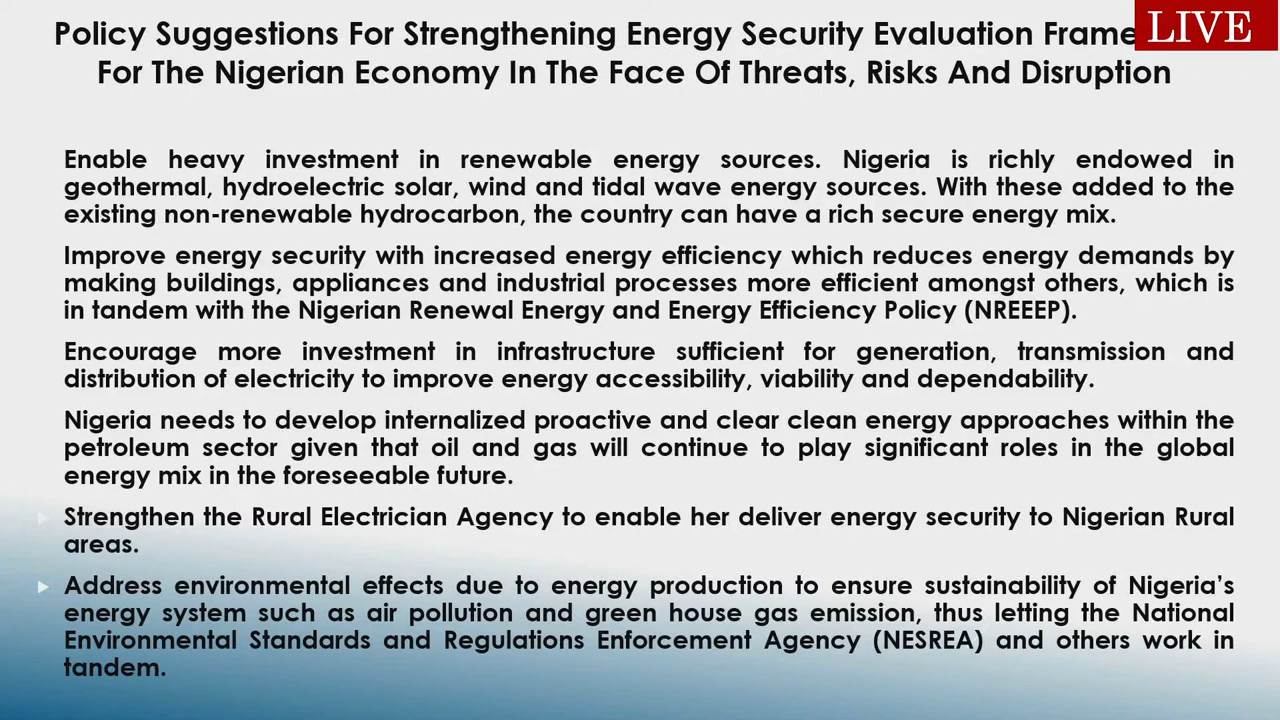 Policy Suggestions For Strengthening Energy Security Evaluation Frame
LIVE
For The Nigerian Economy In The Face Of Threats, Risks And Disruption
Enable heavy investment in renewable energy sources. Nigeria is richly endowed in
geothermal, hydroelectric solar, wind and tidal wave energy sources. With these added to the
existing non-renewable hydrocarbon, the country can have a rich secure energy mix.
Improve energy security with increased energy efficiency which reduces energy demands by
making buildings, appliances and industrial processes more efficient amongst others, which is
in tandem with the Nigerian Renewal Energy and Energy Efficiency Policy (NREEEP).
Encourage more investment in infrastructure sufficient for generation, transmission and
distribution of electricity to improve energy accessibility, viability and dependability.
Nigeria needs to develop internalized proactive and clear clean energy approaches within the
petroleum sector given that oil and gas will continue to play significant roles in the global
energy mix in the foreseeable future.
Strengthen the Rural Electrician Agency to enable her deliver energy security to Nigerian Rural
areas.
Address environmental effects due to energy production to ensure sustainability of Nigeria’s
energy system such as air pollution and green house gas emission, thus letting the National
Environmental Standards and Regulations Enforcement Agency (NESREA) and others work in
tandem.